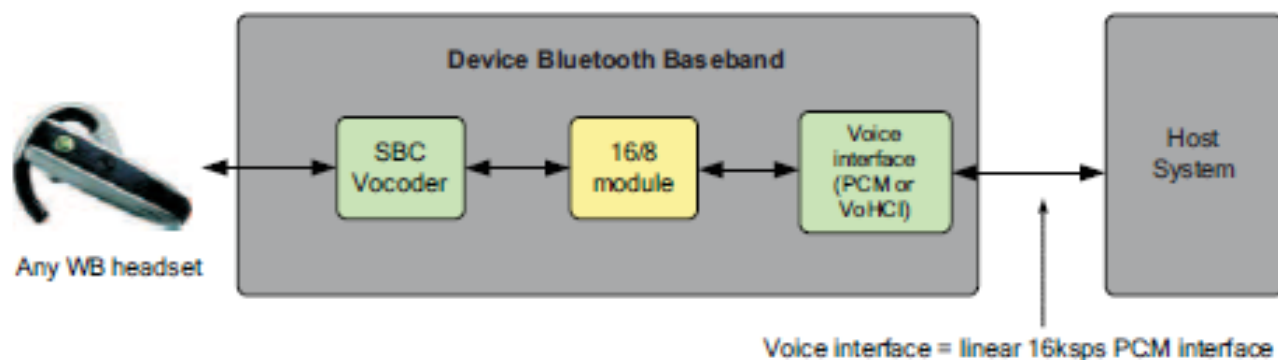 Device Bluetooth Baseband
SBC
Vocoder
16/8
module
Voice
interface
(PCM or
VoHCI)
Host
System
Any WB headset
Voice interface = linear 16ksps PCM interface